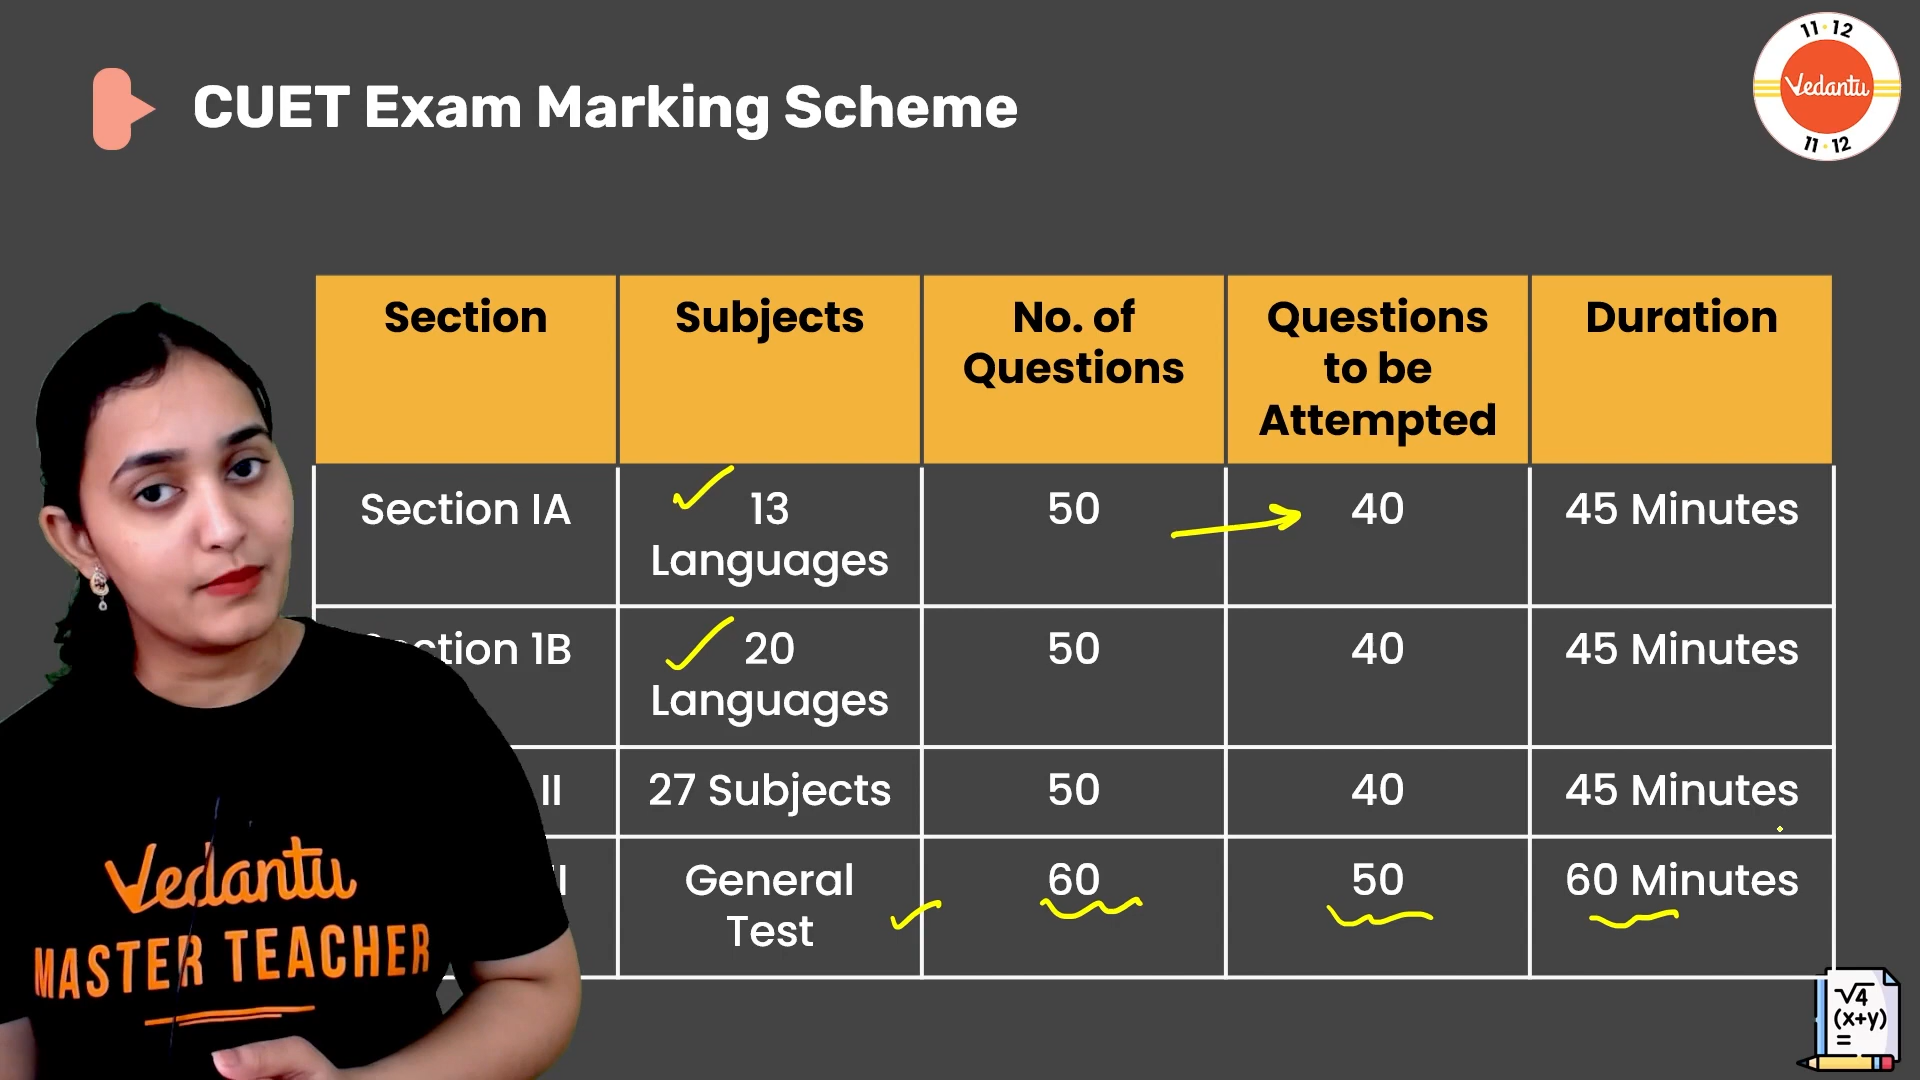 11·12
Vedantu
11·12
CUET Exam Marking Scheme
Section
Subjects
No. of
Questions
Questions
to be
Attempted
Duration
Section IA
13
Languages
50
40
45 Minutes
ction 1B
20
Languages
50
40
45 Minutes
II
27 Subjects
50
40
45 Minutes
General
Test
60
50
60 Minutes
Vedantu
MASTER TEACHER
√4
(x+y)
=